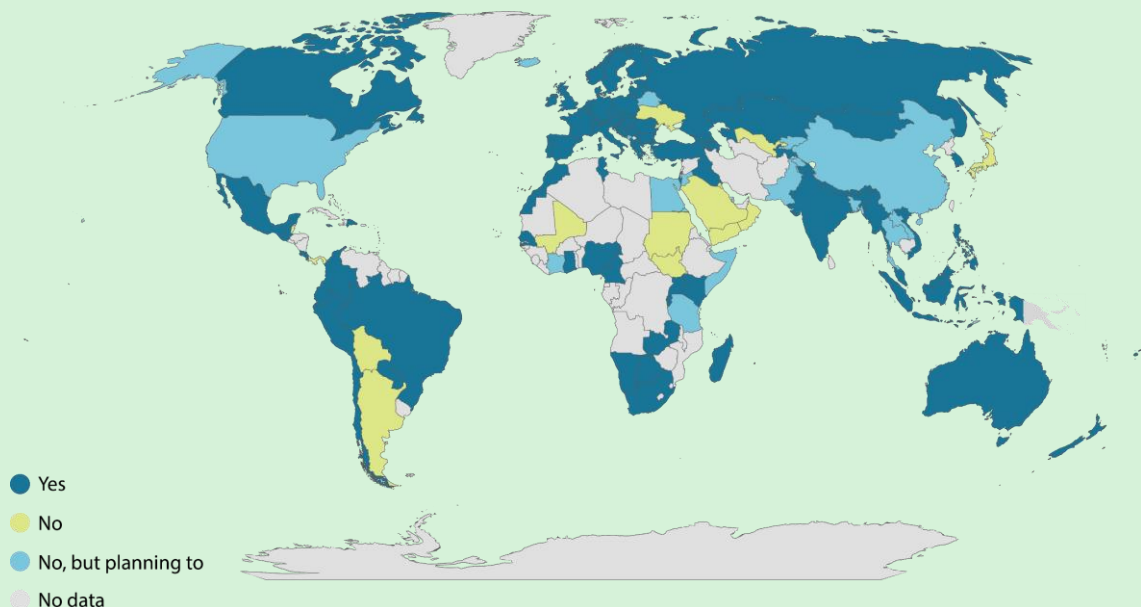 Yes
No
No, but planning to
No data